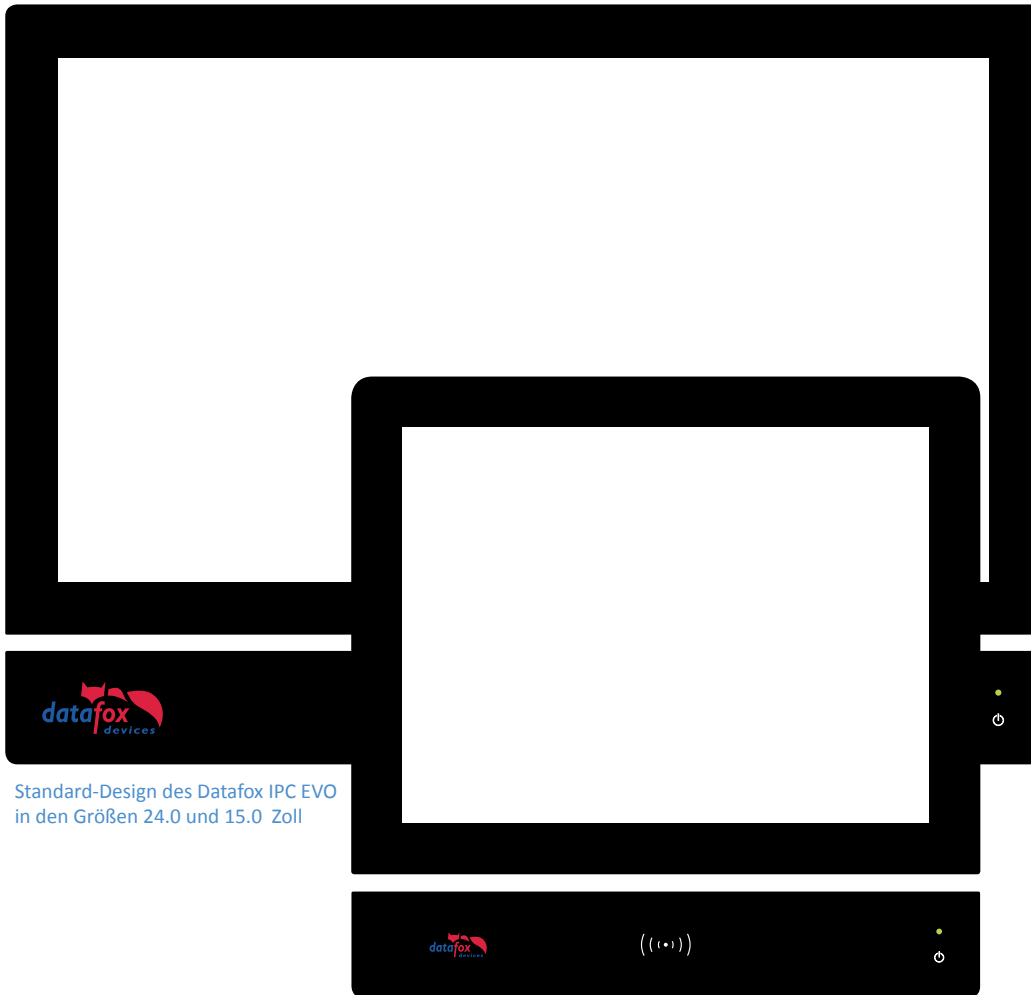 datafox
devices
Standard-Design des Datafox IPC EVO
in den Größen 24.0 und 15.0 Zoll
datafox
devices